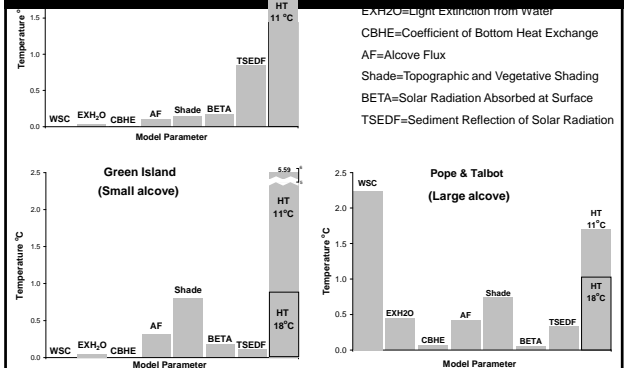 HT
11 °C
EXH2O=Light Extinction from Water
CBHE=Coefficient of Bottom Heat Exchange
AF=Alcove Flux
Shade=Topographic and Vegetative Shading
BETA=Solar Radiation Absorbed at Surface
TSEDF=Sediment Reflection of Solar Radiation
Temperature °
1.5
1.0
0.5
0.0
WSC EXH₂O CBHE AF Shade BETA TSEDF
Model Parameter
Green Island
(Small alcove)
Temperature °C
2.5
2.0
1.5
1.0
0.5
0.0
WSC EXH₂O CBHE AF Shade BETA TSEDF
5.59
HT
11°C
HT
18°C
Model Parameter
Pope & Talbot
(Large alcove)
Temperature °C
2.5
2.0
1.5
1.0
0.5
0.0
WSC EXH2O CBHE AF Shade BETA TSEDF
HT
11°C
HT
18°C
Model Parameter